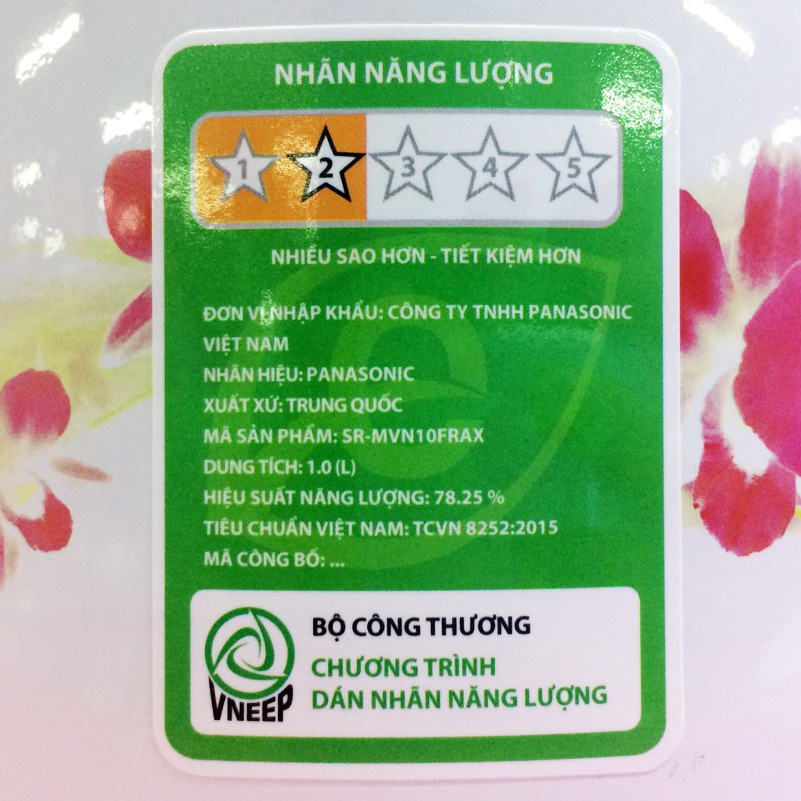 NHÃN NĂNG LƯỢNG
1 2 3 4 5
NHIỀU SAO HƠN - TIẾT KIỆM HƠN
ĐƠN VỊ NHẬP KHẨU: CÔNG TY TNHH PANASONIC
VIỆT NAM
NHÃN HIỆU: PANASONIC
XUẤT XỨ: TRUNG QUỐC
MÃ SẢN PHẨM: SR-MVN10FRAX
DUNG TÍCH: 1.0 (L)
HIỆU SUẤT NĂNG LƯỢNG: 78.25 %
TIÊU CHUẨN VIỆT NAM: TCVN 8252:2015
MÃ CÔNG BỐ: ...
BỘ CÔNG THƯƠNG
CHƯƠNG TRÌNH
DÁN NHÃN NĂNG LƯỢNG
VNEEP